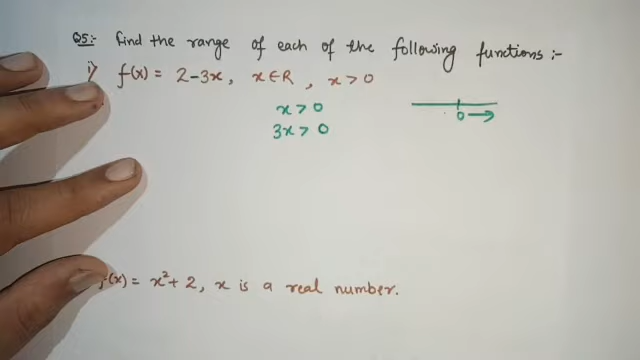 Q5:- Find the range of each of the following functions :-
i) f(x) = 2-3x, x∈R, x>0
x>0
3x>0
0→
f(x) = x²+2, x is a real number.